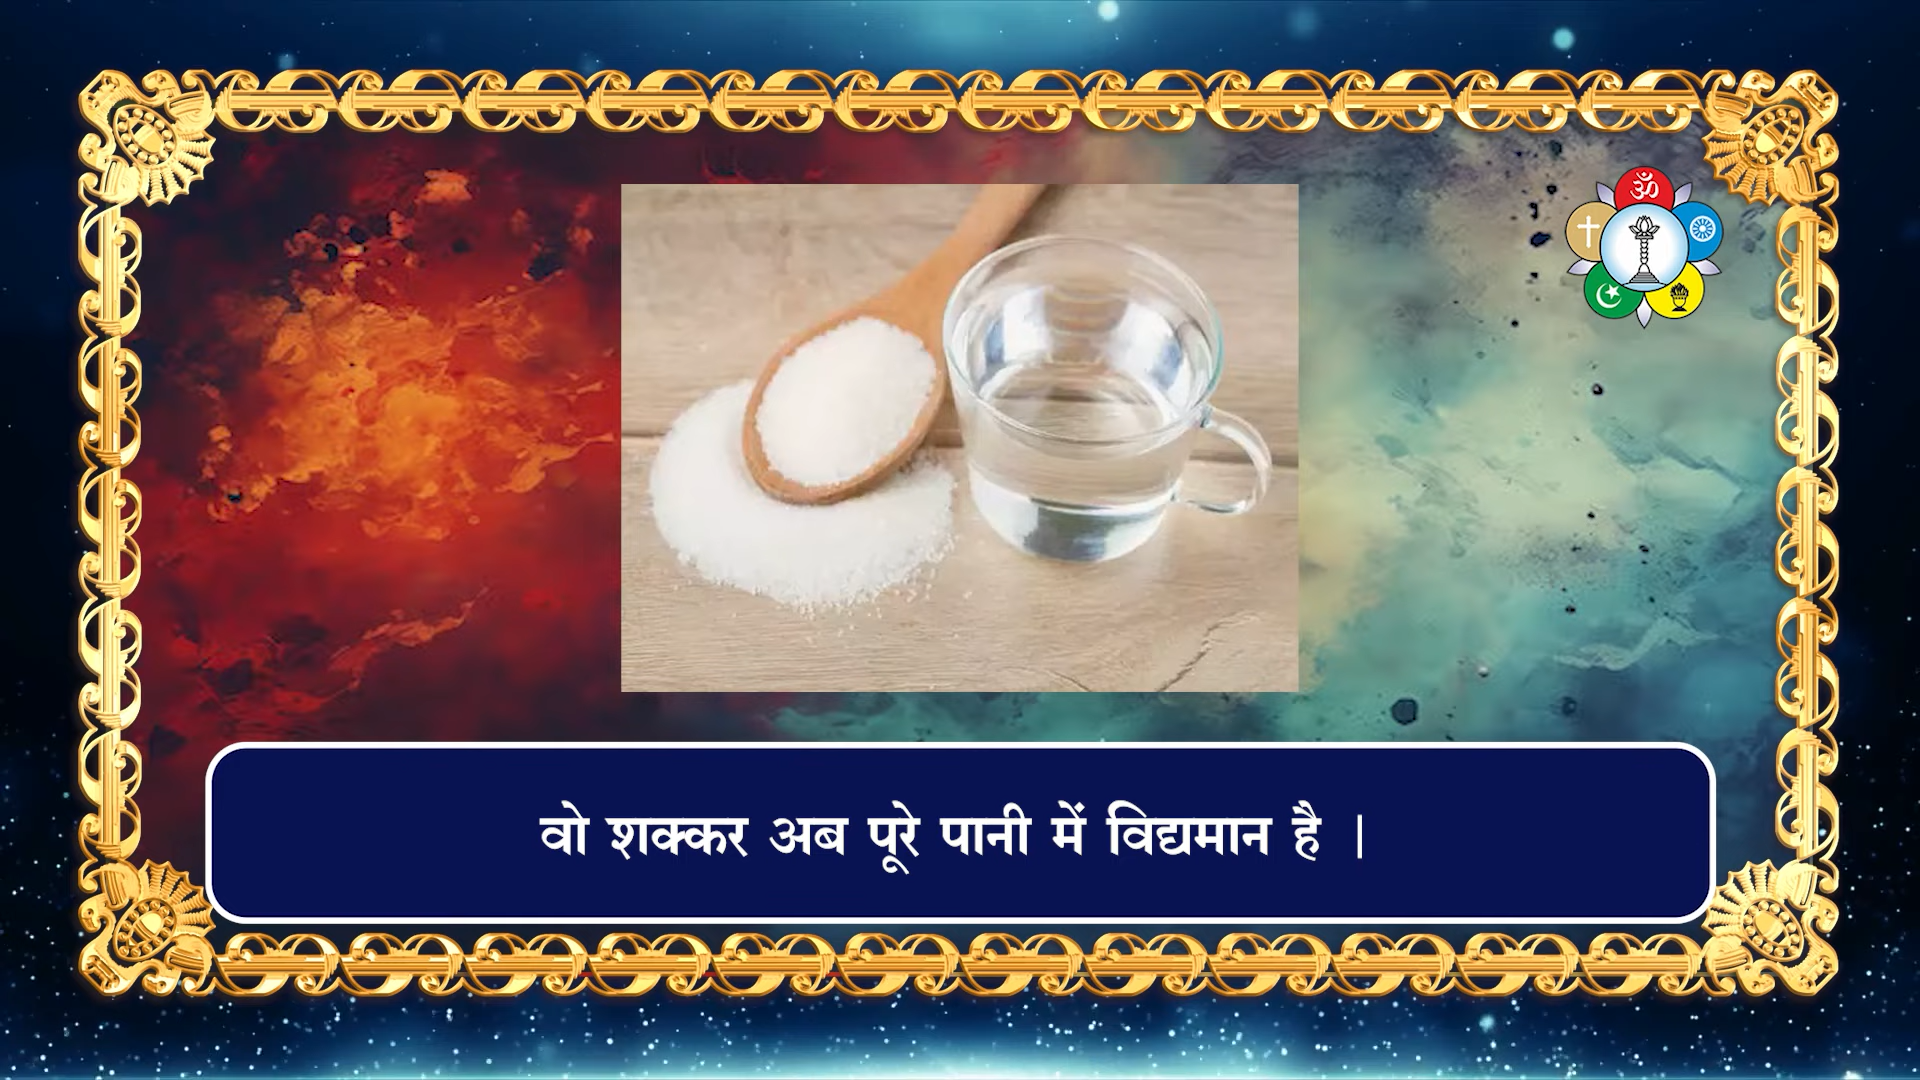 ॐ
वो शक्कर अब पूरे पानी में विद्यमान है |